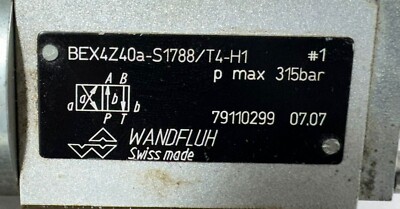 BEX4Z40a-S1788/T4-H1 #1
p max 315bar
A B
a a b b
P T
79110299 07.07
WANDFLUH
Swiss made